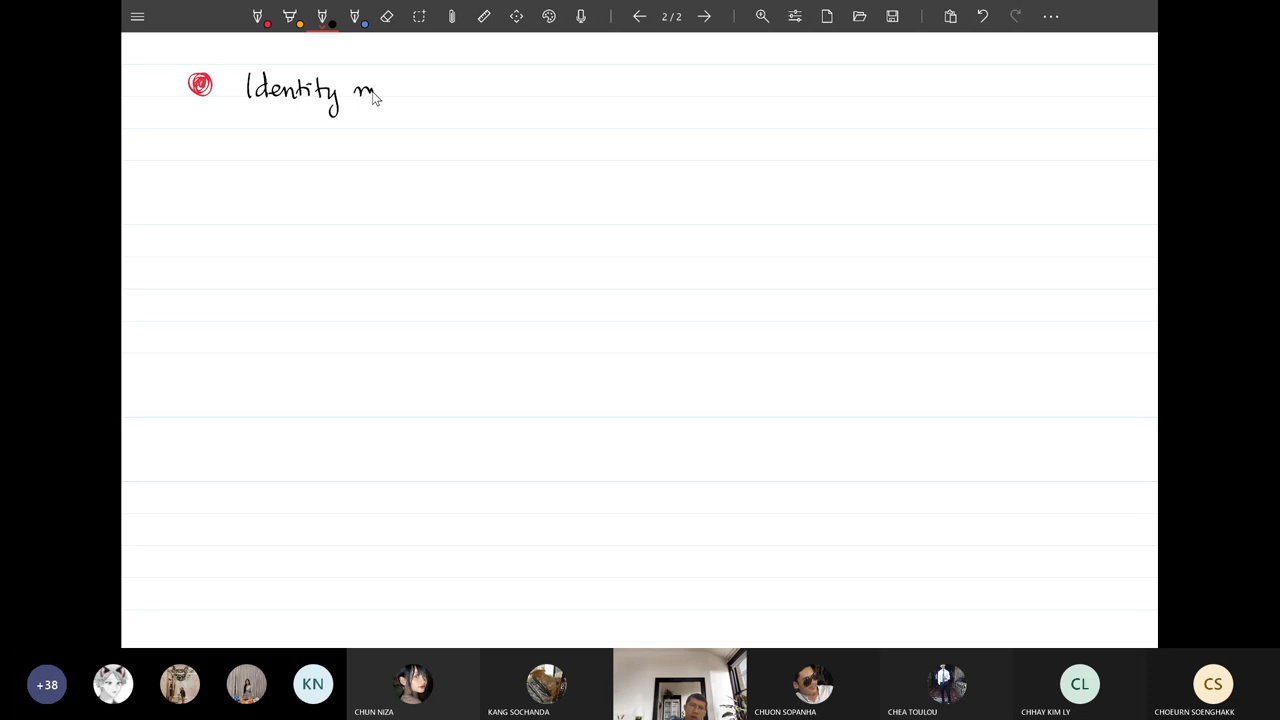 2/2
Identity m
+38
KN
CL
CS
CHUN NIZA
KANG SOCHANDA
CHUON SOPANHA
CHEA TOULOU
CHHAY KIM LY
CHOEURN SOENGHAKK